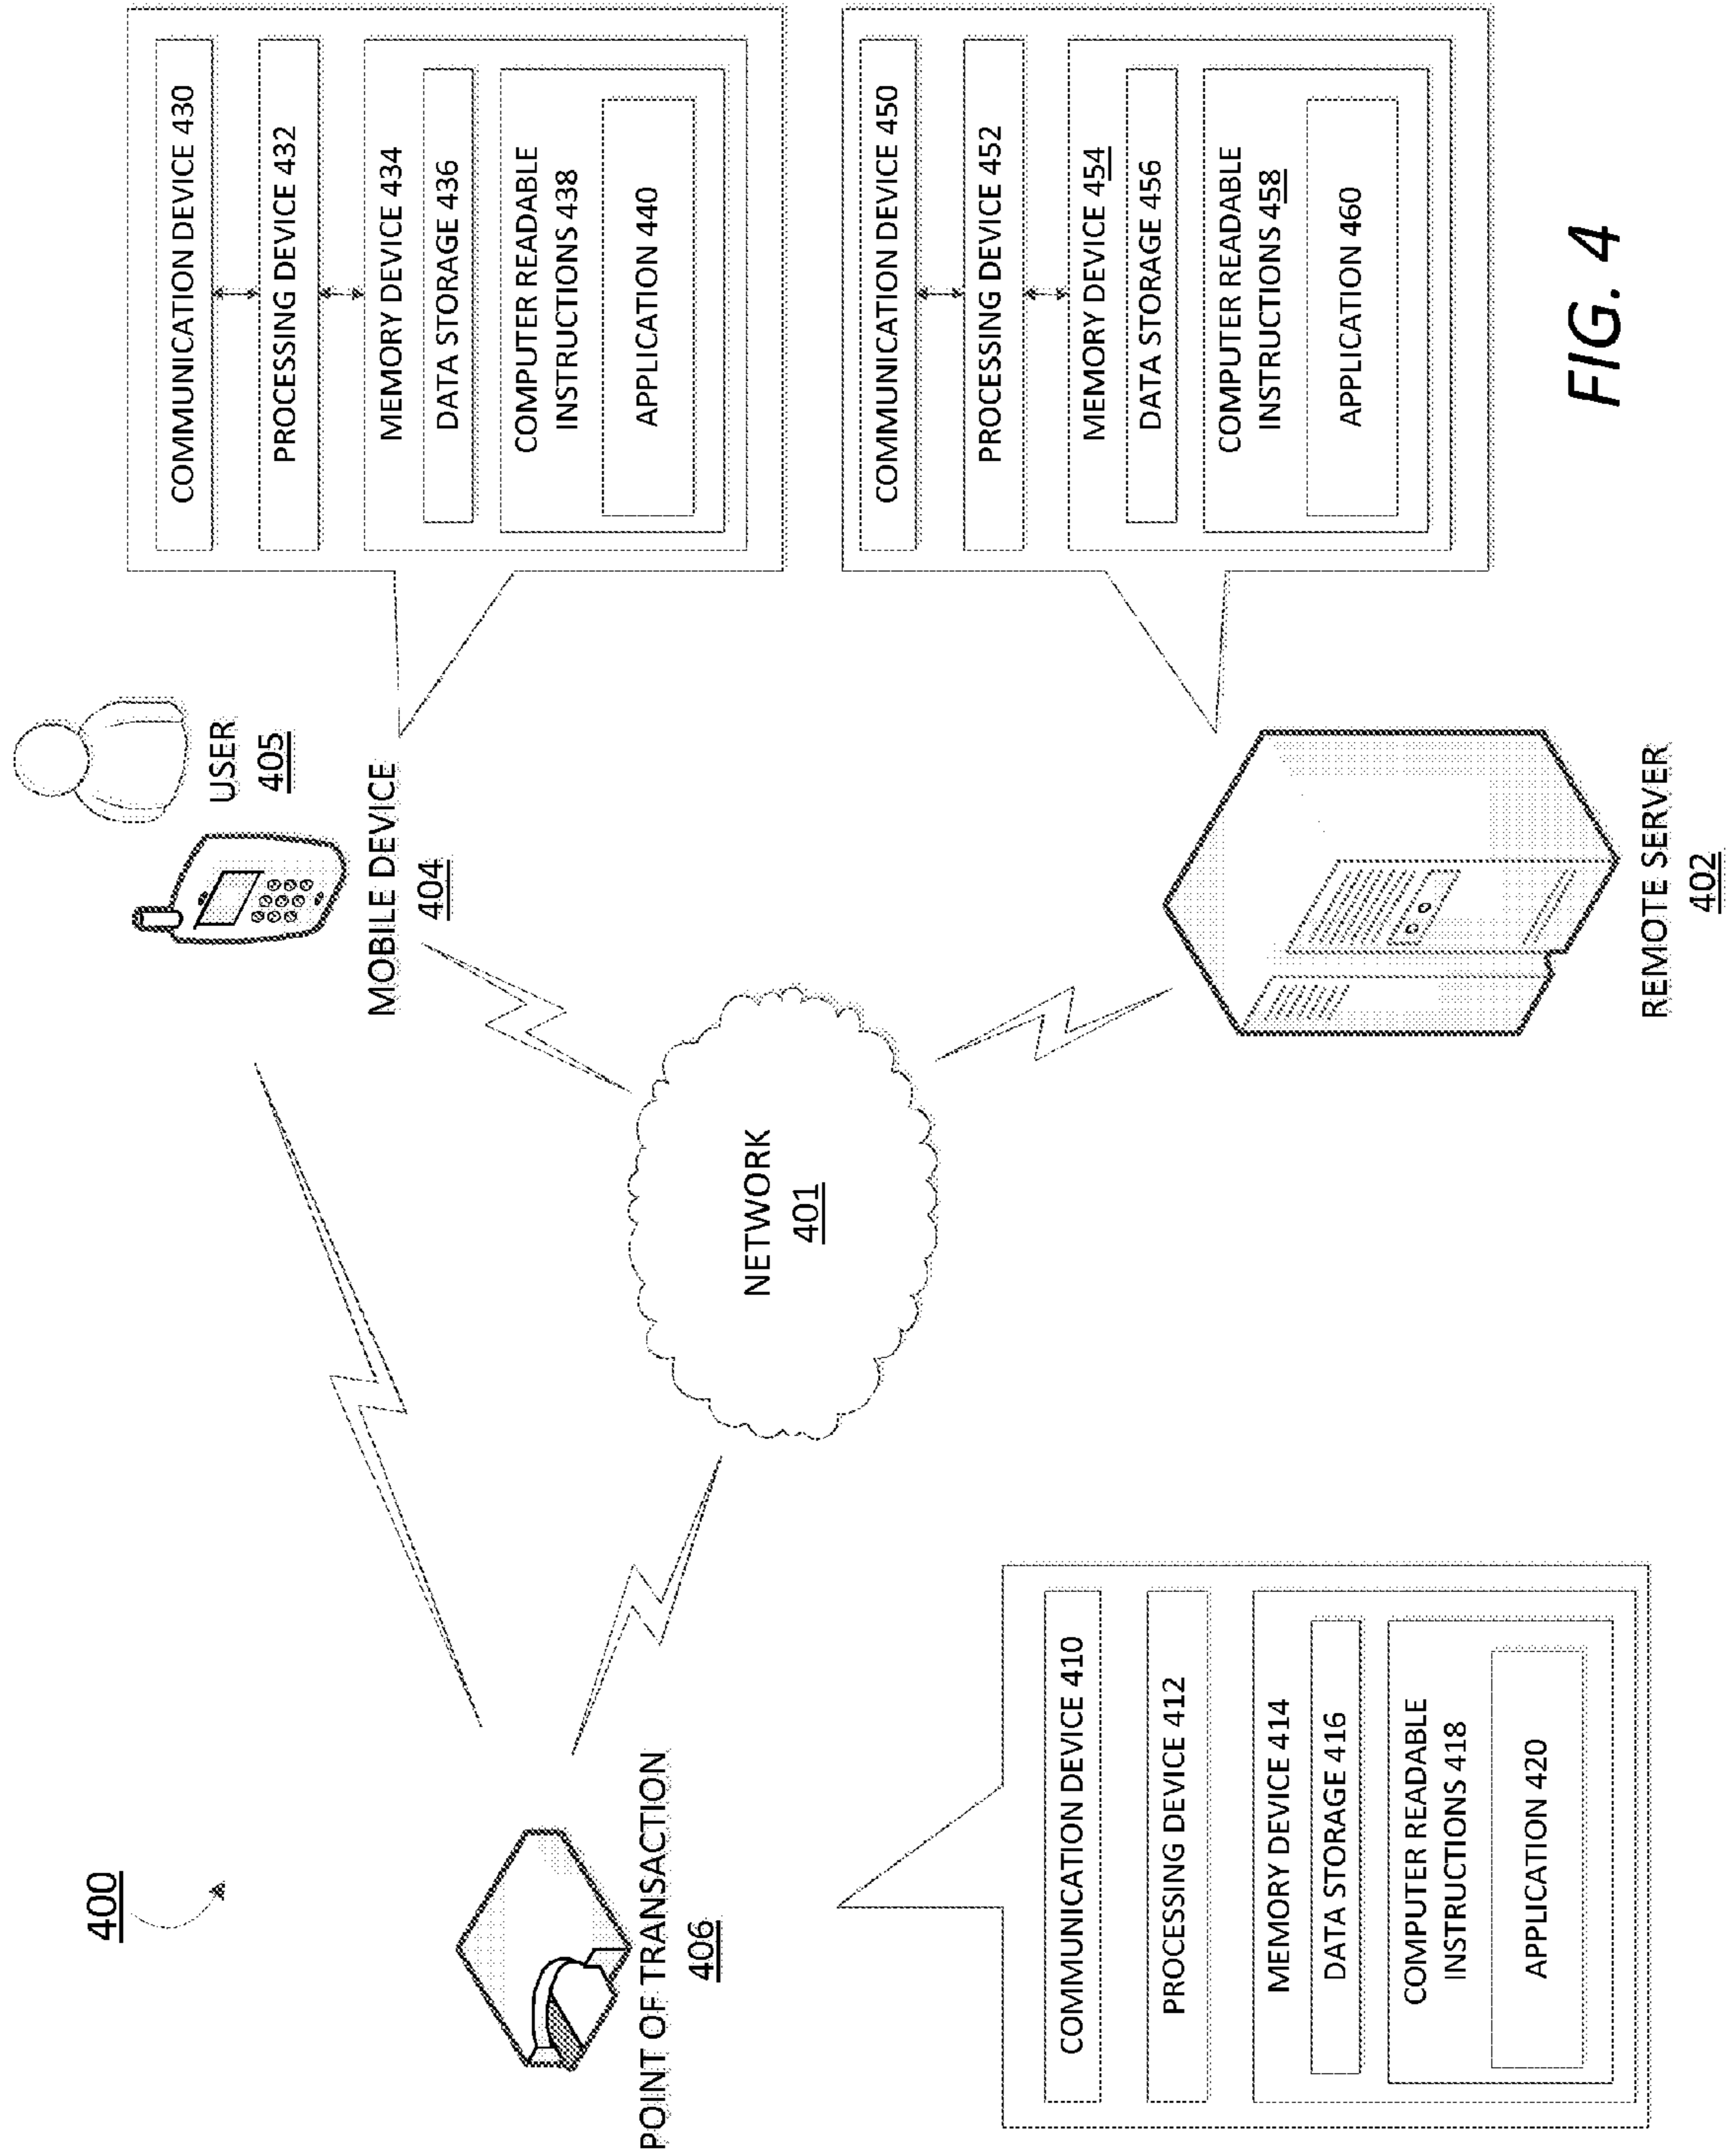 400
USER
405
MOBILE DEVICE
404
COMMUNICATION DEVICE 430
PROCESSING DEVICE 432
MEMORY DEVICE 434
DATA STORAGE 436
COMPUTER READABLE
INSTRUCTIONS 438
APPLICATION 440
POINT OF TRANSACTION
406
NETWORK
401
COMMUNICATION DEVICE 410
PROCESSING DEVICE 412
MEMORY DEVICE 414
DATA STORAGE 416
COMPUTER READABLE
INSTRUCTIONS 418
APPLICATION 420
REMOTE SERVER
402
COMMUNICATION DEVICE 450
PROCESSING DEVICE 452
MEMORY DEVICE 454
DATA STORAGE 456
COMPUTER READABLE
INSTRUCTIONS 458
APPLICATION 460
FIG. 4